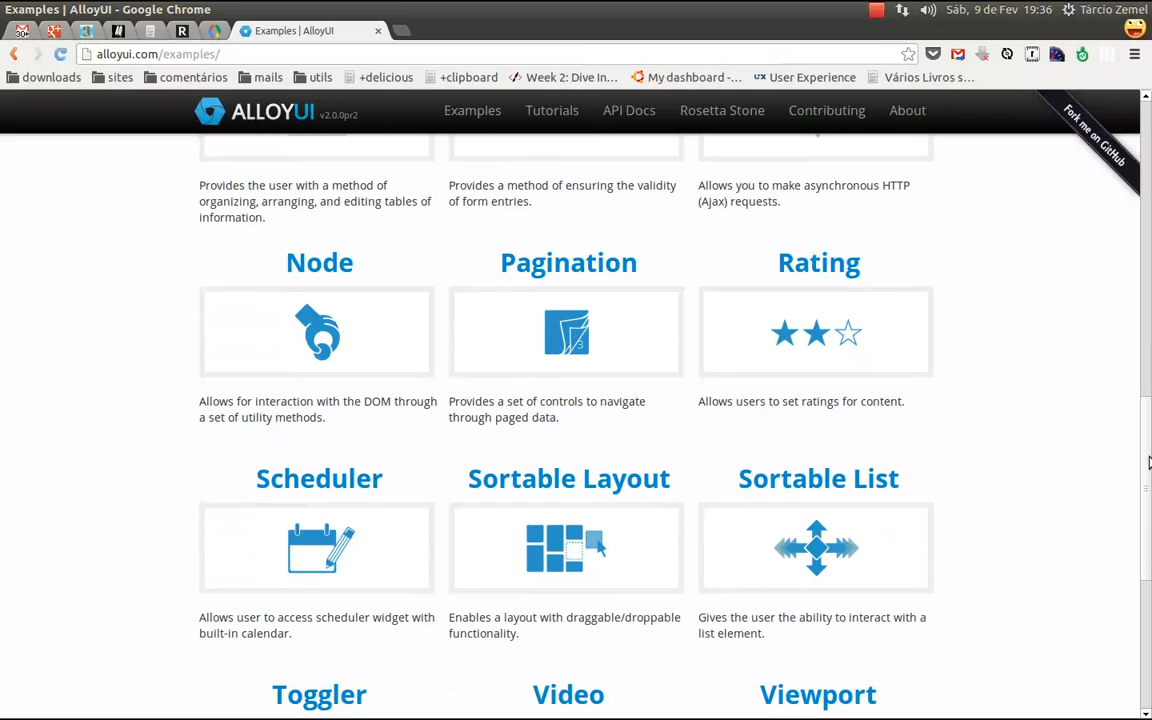 Examples | AlloyUI - Google Chrome
Sáb, 9 de Fev 19:36 Tárcio Zemel
30+
R
Examples | AlloyUI
alloyui.com/examples/
downloads sites comentários mails utils +delicious +clipboard Week 2: Dive In... My dashboard -... UX User Experience Vários Livros s...
ALLOYUI v2.0.0pr2
Examples Tutorials API Docs Rosetta Stone Contributing About
Fork me on GitHub
Provides the user with a method of
organizing, arranging, and editing tables of
information.
Provides a method of ensuring the validity
of form entries.
Allows you to make asynchronous HTTP
(Ajax) requests.
Node Pagination Rating
3
Allows for interaction with the DOM through
a set of utility methods.
Provides a set of controls to navigate
through paged data.
Allows users to set ratings for content.
Scheduler Sortable Layout Sortable List
Allows user to access scheduler widget with
built-in calendar.
Enables a layout with draggable/droppable
functionality.
Gives the user the ability to interact with a
list element.
Toggler Video Viewport